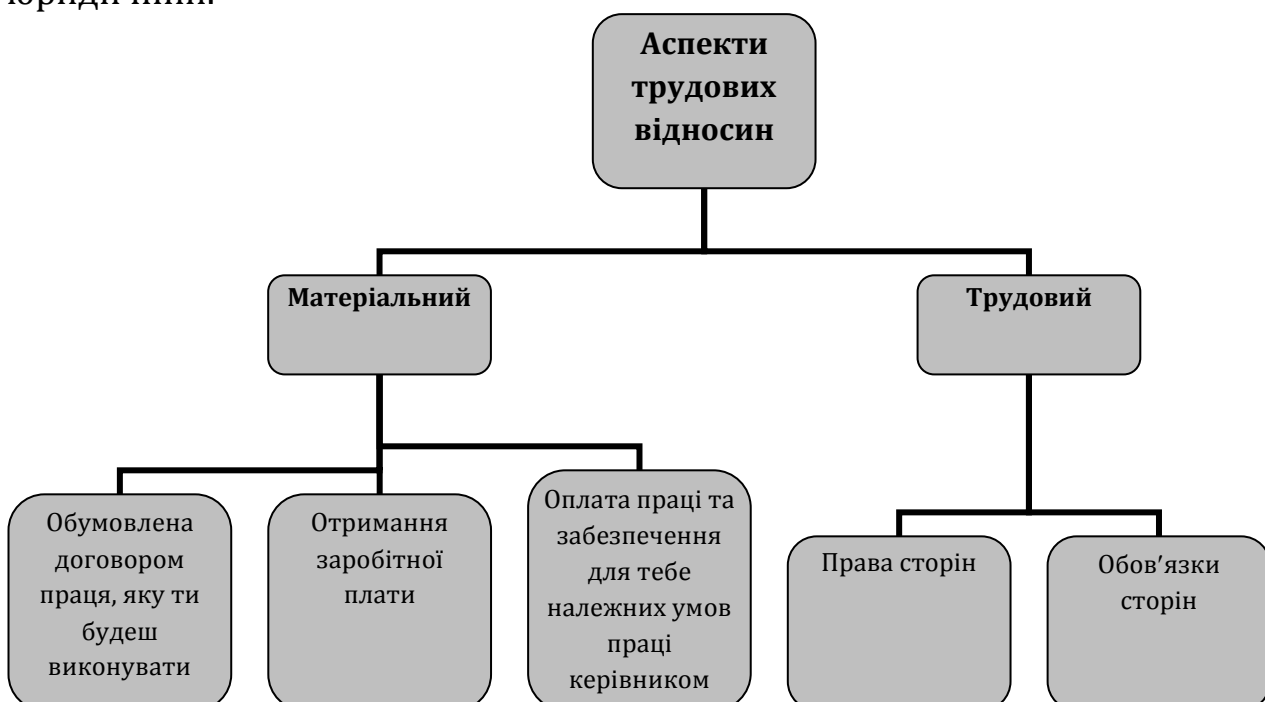 Аспекти
трудових
відносин
Матеріальний
Трудовий
Обумовлена
договором
праця, яку ти
будеш
виконувати
Отримання
заробітної
плати
Оплата праці та
забезпечення
для тебе
належних умов
праці
керівником
Права сторін
Обов’язки
сторін